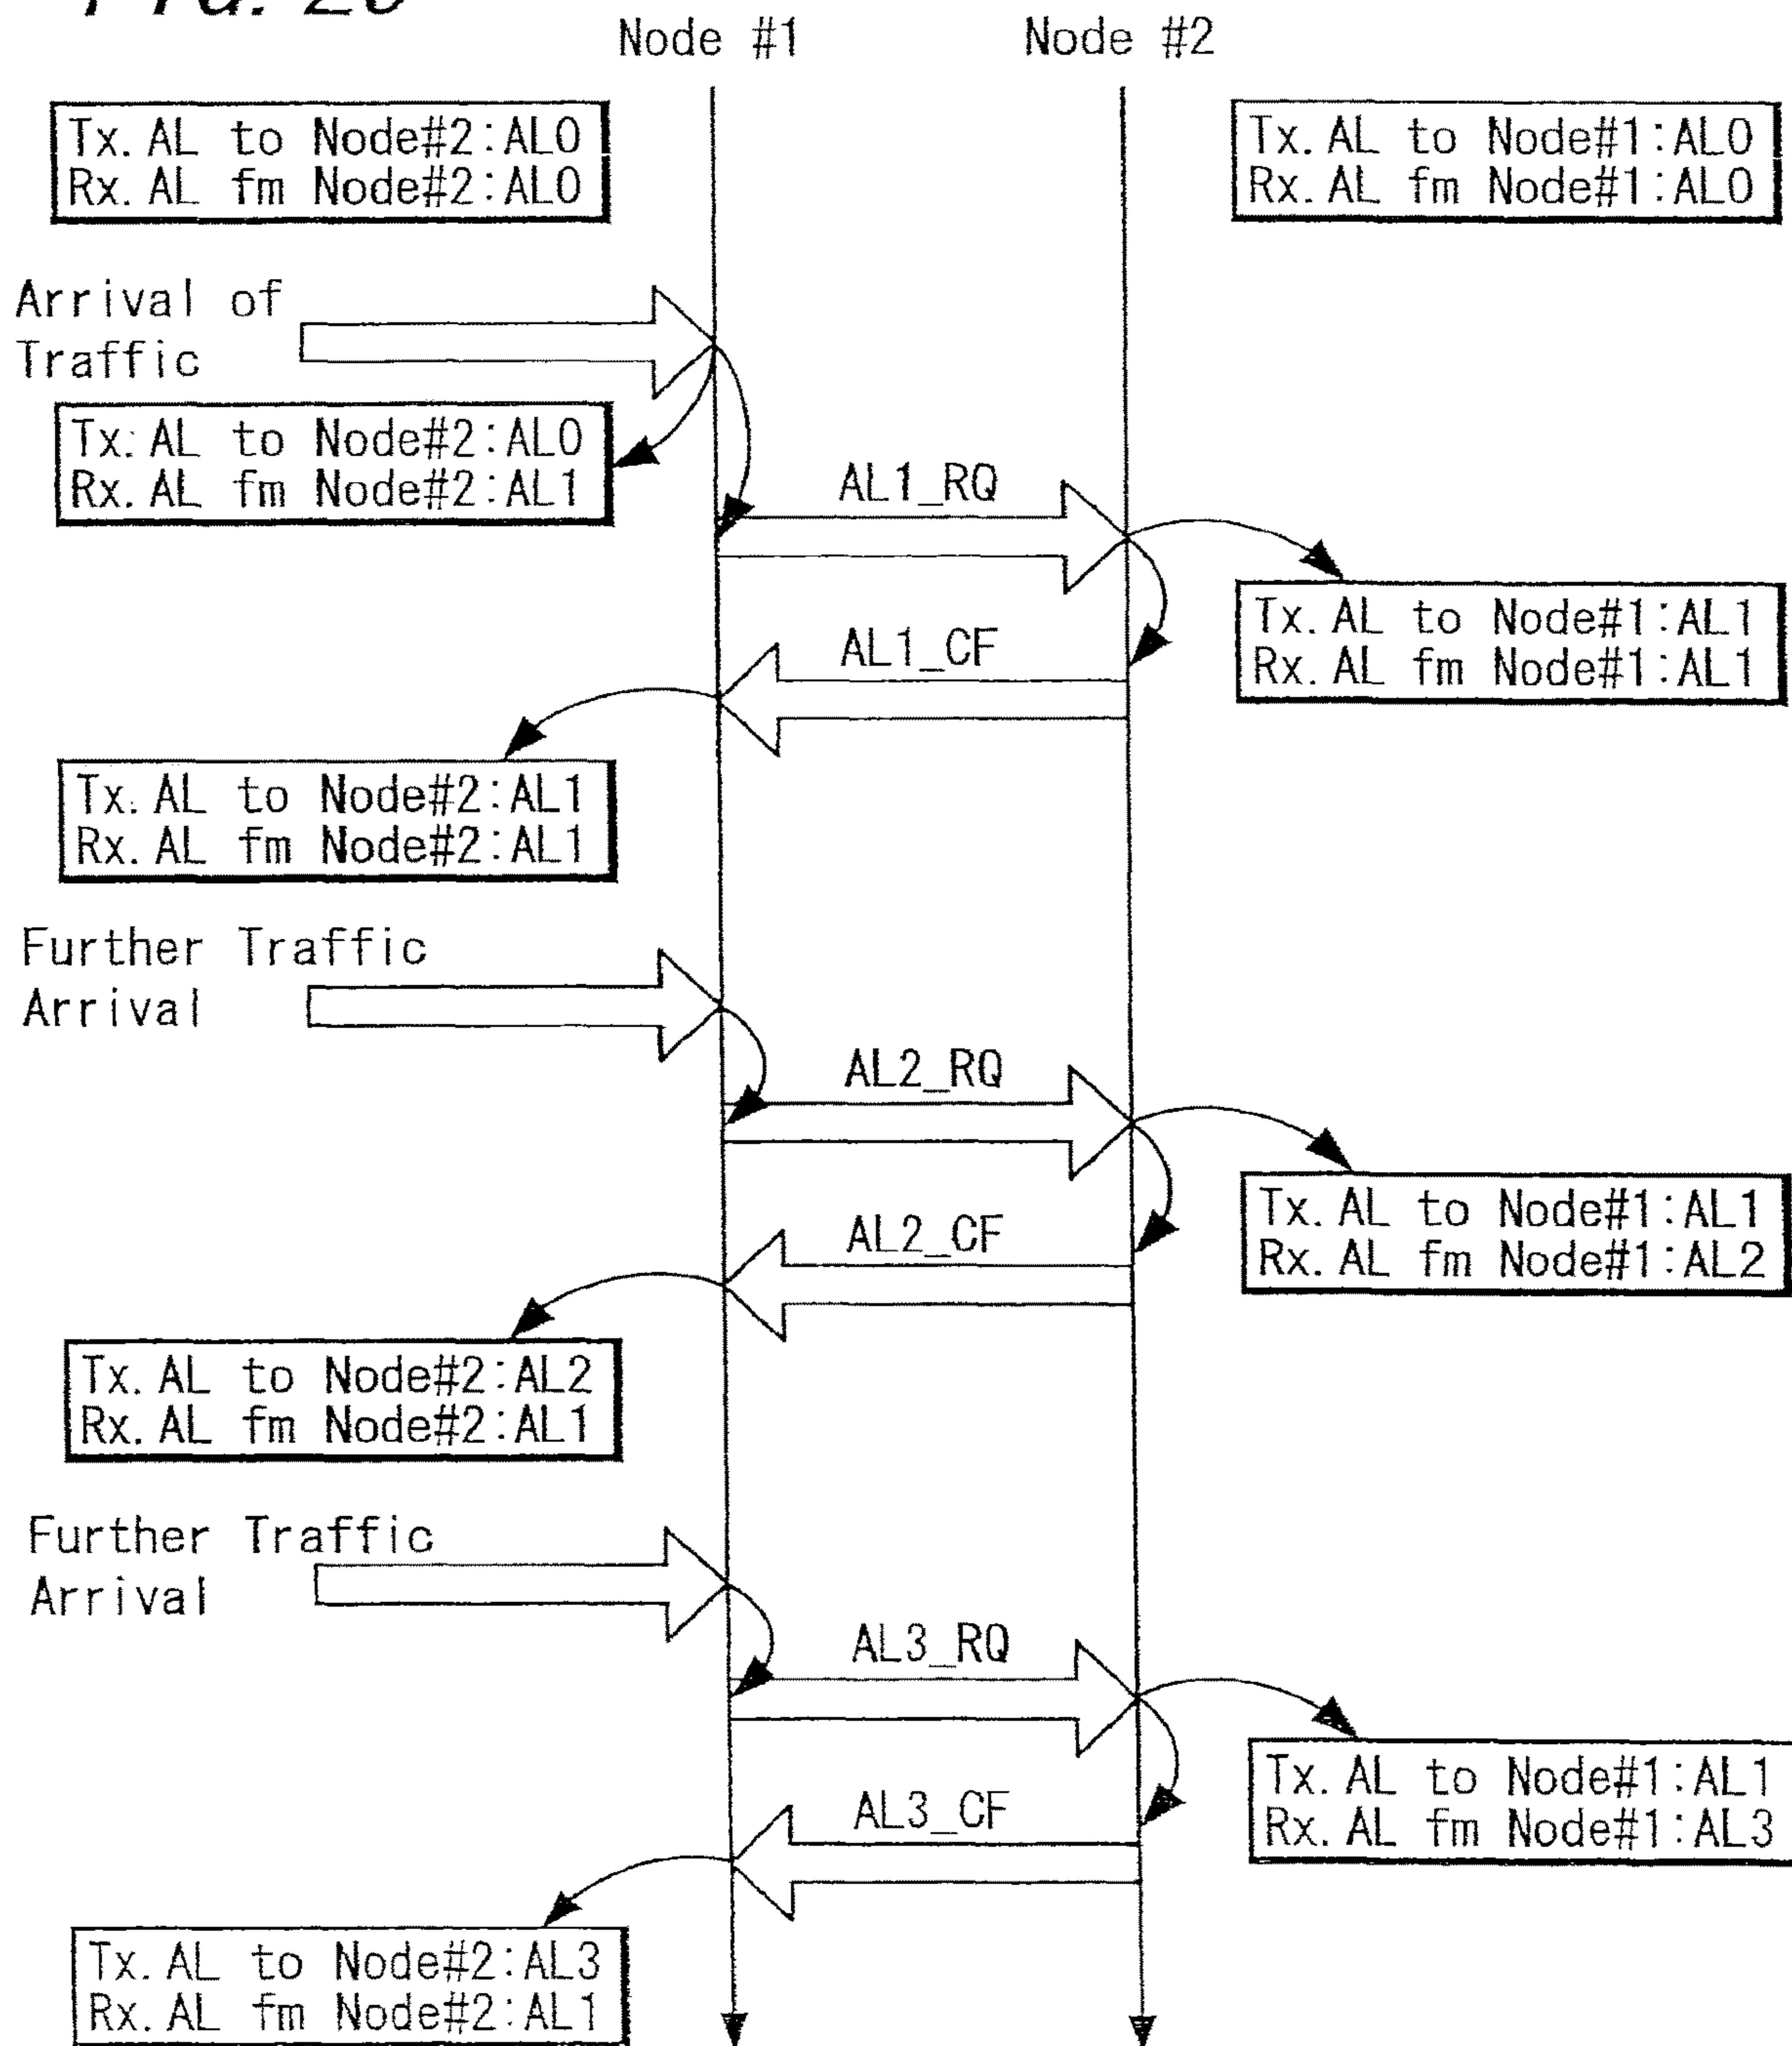 Node #1 Node #2
Tx.AL to Node#2:AL0
Rx.AL fm Node#2:AL0
Tx.AL to Node#1:AL0
Rx.AL fm Node#1:AL0
Arrival of
Traffic
Tx.AL to Node#2:AL0
Rx.AL fm Node#2:AL1
AL1_RQ
Tx.AL to Node#1:AL1
Rx.AL fm Node#1:AL1
AL1_CF
Tx.AL to Node#2:AL1
Rx.AL fm Node#2:AL1
Further Traffic
Arrival
AL2_RQ
Tx.AL to Node#1:AL1
Rx.AL fm Node#1:AL2
AL2_CF
Tx.AL to Node#2:AL2
Rx.AL fm Node#2:AL1
Further Traffic
Arrival
AL3_RQ
Tx.AL to Node#1:AL1
Rx.AL fm Node#1:AL3
AL3_CF
Tx.AL to Node#2:AL3
Rx.AL fm Node#2:AL1